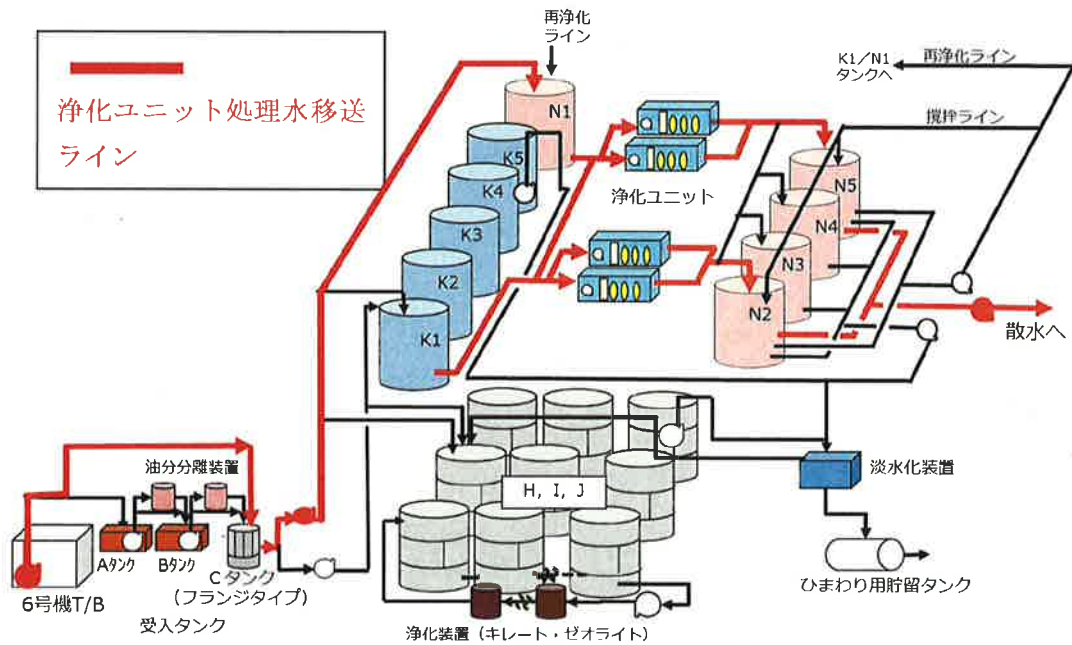 浄化ユニット処理水移送
ライン
再浄化
ライン
K1/N1
タンクへ
再浄化ライン
撹拌ライン
N1
K5
K4
K3
K2
K1
浄化ユニット
N5
N4
N3
N2
散水へ
油分分離装置
Aタンク
Bタンク
Cタンク
(フランジタイプ)
6号機T/B
受入タンク
H, I, J
淡水化装置
ひまわり用貯留タンク
浄化装置(キレート・ゼオライト)